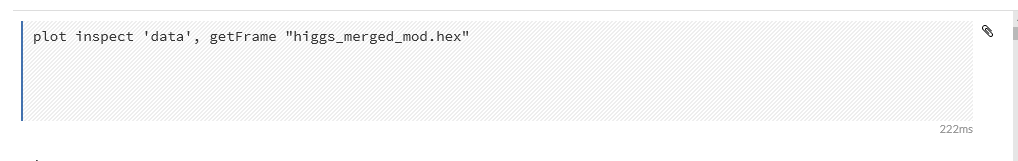 plot inspect 'data', getFrame "higgs_merged_mod.hex"
222ms